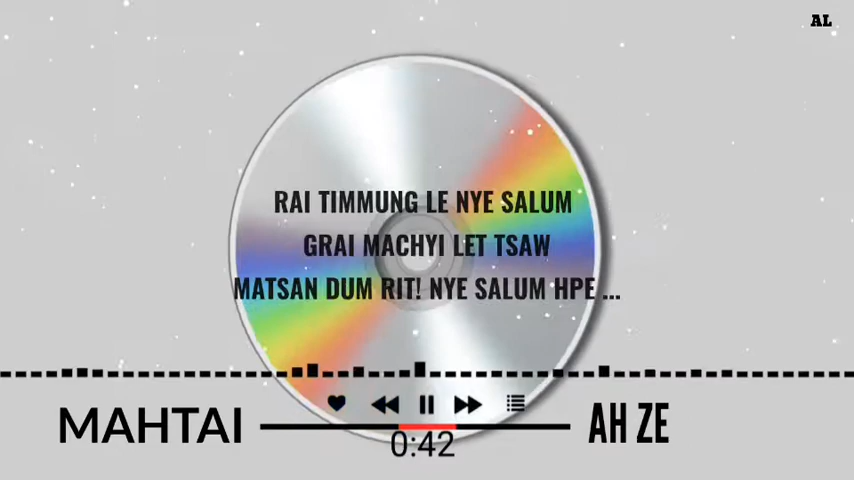 AL
RAI TIMMUNG LE NYE SALUM
GRAI MACHYI LET TSAW
MATSAN DUM RIT! NYE SALUM HPE ...
MAHTAI
AH ZE
0:42